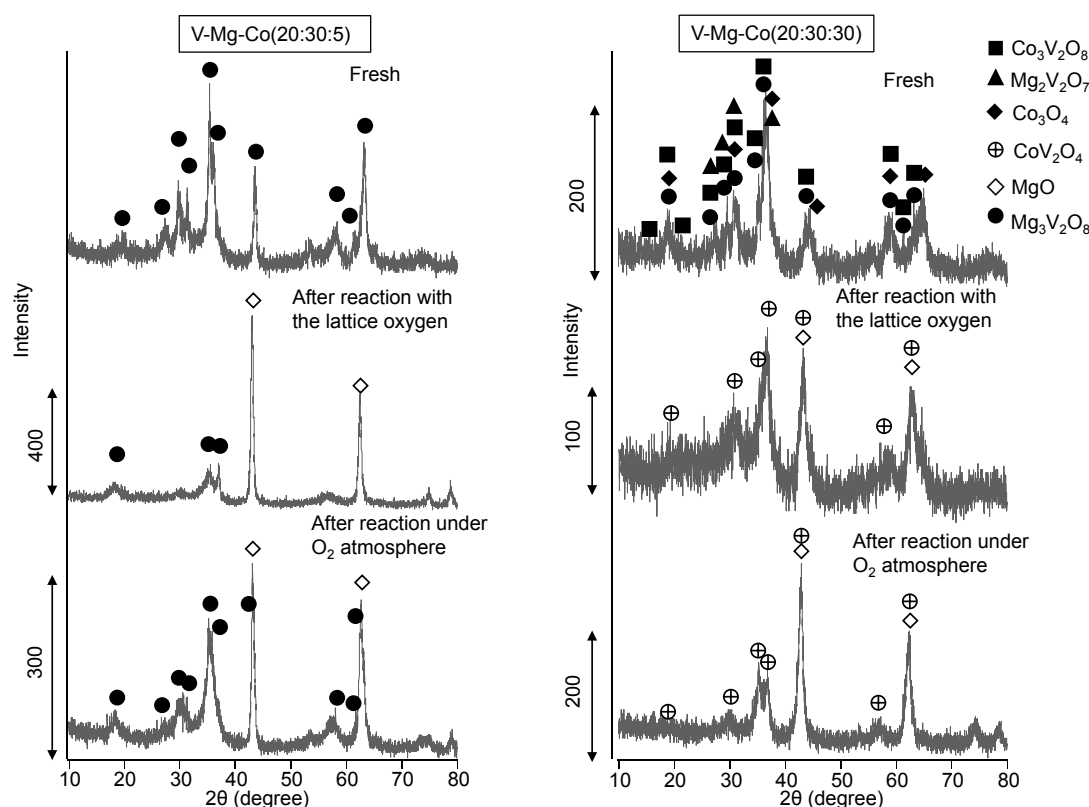 V-Mg-Co(20:30:5)
Fresh
After reaction with
the lattice oxygen
After reaction under
O₂ atmosphere
Intensity
400
300
10 20 30 40 50 60 70 80
2θ (degree)
V-Mg-Co(20:30:30)
Fresh
After reaction with
the lattice oxygen
After reaction under
O₂ atmosphere
Intensity
200
100
200
10 20 30 40 50 60 70 80
2θ (degree)
Co₃V₂O₈
Mg₂V₂O₇
Co₃O₄
CoV₂O₄
MgO
Mg₃V₂O₈